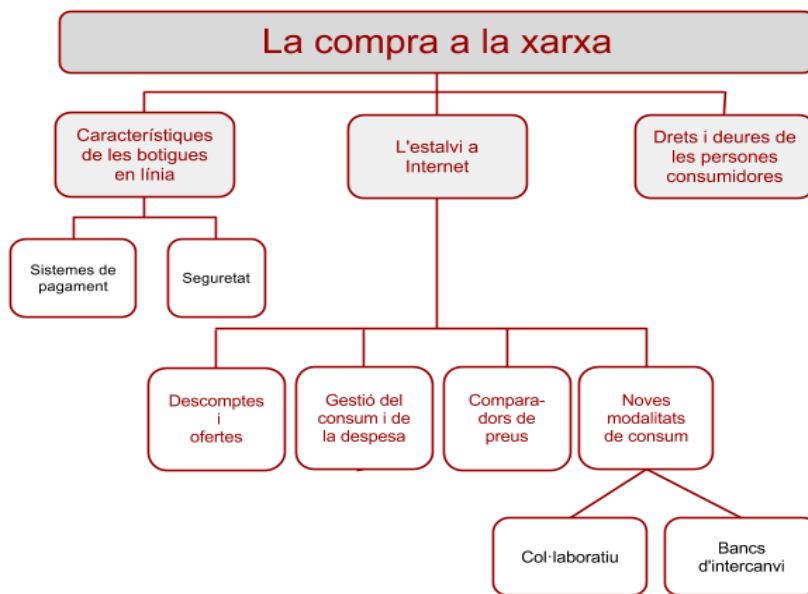 La compra a la xarxa
Característiques
de les botigues
en línia
L'estalvi a
Internet
Drets i deures de
les persones
consumidores
Sistemes de
pagament
Seguretat
Descomptes
i
ofertes
Gestió del
consum i de
la despesa
Compara-
dors de
preus
Noves
modalitats
de consum
Col·laboratiu
Bancs
d'intercanvi